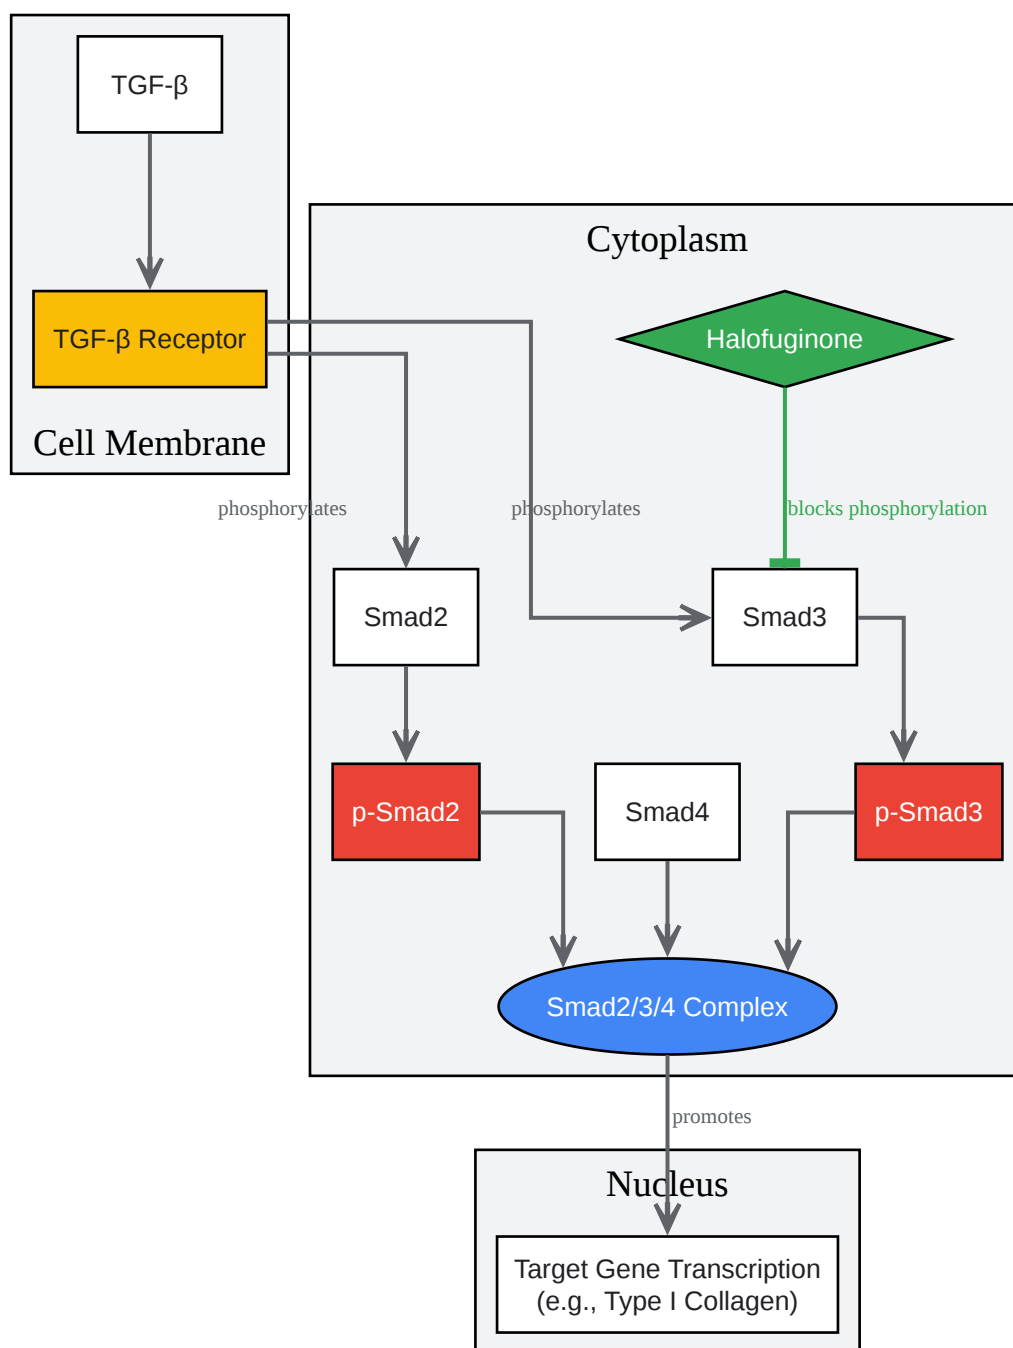 TGF-β
Cytoplasm
TGF-β Receptor
Halofuginone
Cell Membrane
phosphorylates
phosphorylates
blocks phosphorylation
Smad2
Smad3
p-Smad2
Smad4
p-Smad3
Smad2/3/4 Complex
promotes
Nucleus
Target Gene Transcription
(e.g., Type I Collagen)